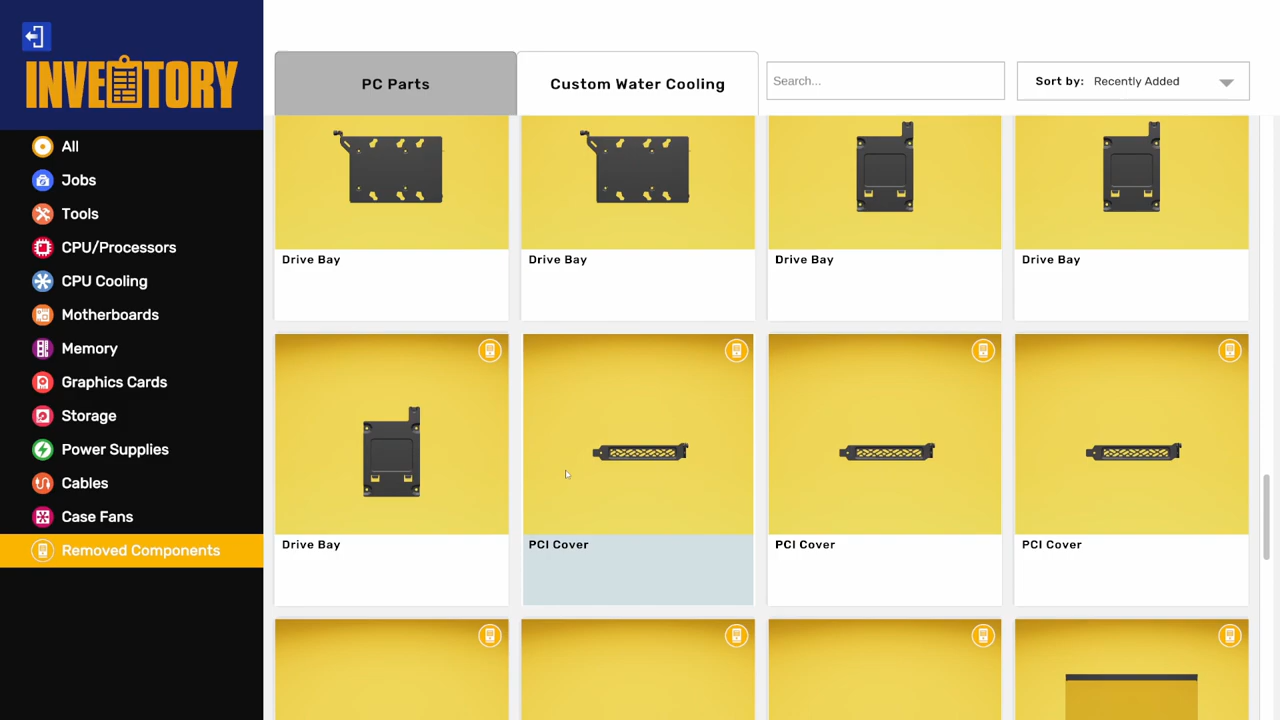 INVENTORY
PC Parts
Custom Water Cooling
Search...
Sort by: Recently Added
All
Jobs
Tools
CPU/Processors
CPU Cooling
Motherboards
Memory
Graphics Cards
Storage
Power Supplies
Cables
Case Fans
Removed Components
Drive Bay
Drive Bay
Drive Bay
Drive Bay
Drive Bay
PCI Cover
PCI Cover
PCI Cover